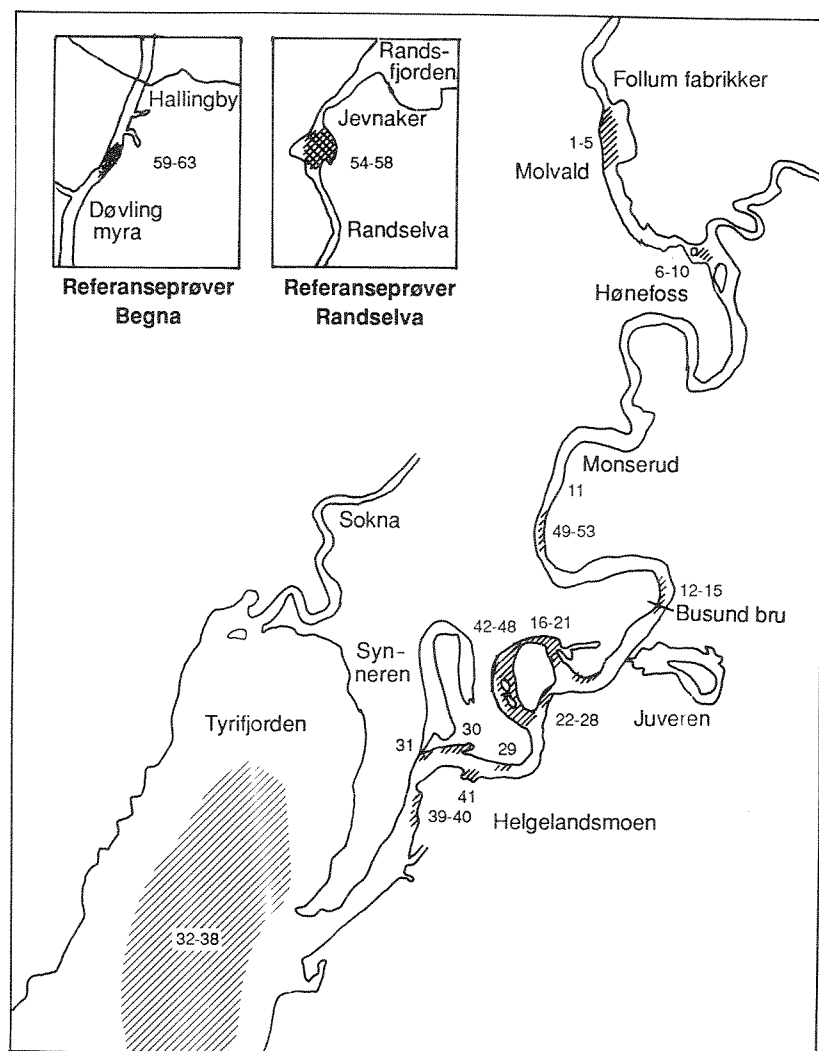 Rands-
fjorden
Hallingby
Jevnaker
59-63
54-58
Døvling
myra
Randselva
Referanseprøver
Begna
Referanseprøver
Randselva
Follum fabrikker
1-5
Molvald
6-10
Hønefoss
Monserud
11
49-53
Sokna
12-15
Busund bru
42-48
16-21
Syn-
neren
Juveren
22-28
Tyrifjorden
30
31
29
41
39-40
Helgelandsmoen
32-38